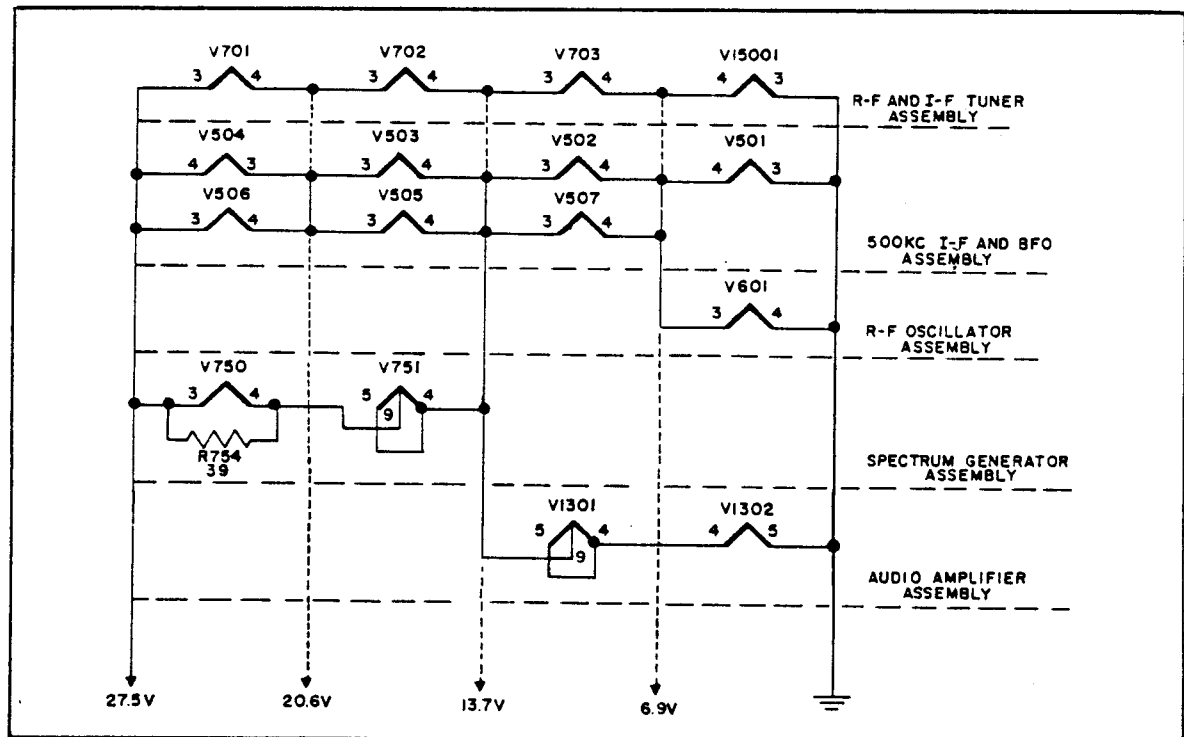 V701 V702 V703 V15001
3 4 3 4 3 4 4 3
R-F AND I-F TUNER
ASSEMBLY
V504 V503 V502 V501
4 3 3 4 3 4 4 3
V506 V505 V507
3 4 3 4 3 4
500KC I-F AND BFO
ASSEMBLY
V601
3 4
R-F OSCILLATOR
ASSEMBLY
V750 V751
3 4 5 9 4
R754
39
SPECTRUM GENERATOR
ASSEMBLY
V1301 V1302
5 9 4 4 5
AUDIO AMPLIFIER
ASSEMBLY
27.5V 20.6V 13.7V 6.9V